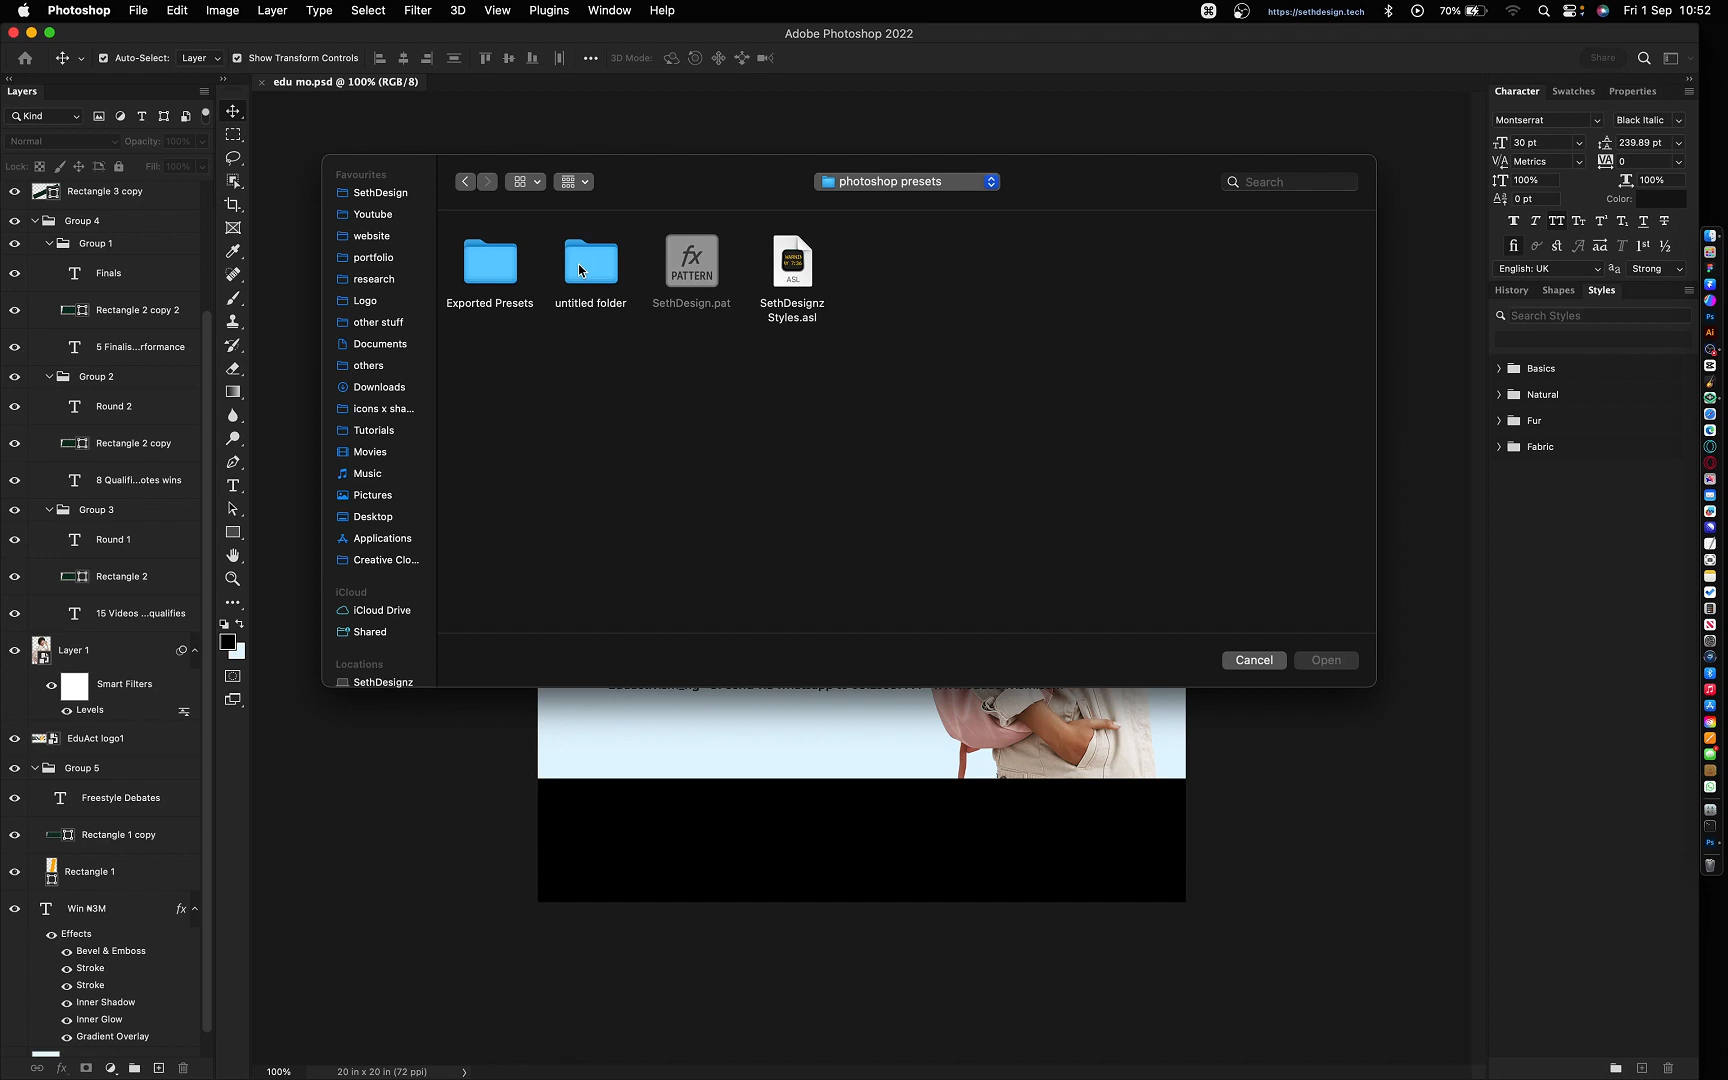 Photoshop File Edit Image Layer Type Select Filter 3D View Plugins Window Help https://sethdesign.tech 70% Fri 1 Sep 10:52
Adobe Photoshop 2022
Auto-Select: Layer Show Transform Controls 3D Mode: Share
Layers
edu mo.psd @ 100% (RGB/8)
Kind
Normal Opacity: 100%
Lock: Fill: 100%
Rectangle 3 copy
Group 4
Group 1
Finals
Rectangle 2 copy 2
5 Finalis...rformance
Group 2
Round 2
Rectangle 2 copy
8 Qualifi...otes wins
Group 3
Round 1
Rectangle 2
15 Videos ...qualifies
Layer 1
Smart Filters
Levels
EduAct logo1
Group 5
Freestyle Debates
Rectangle 1 copy
Rectangle 1
Win ₦3M fx
Effects
Bevel & Emboss
Stroke
Stroke
Inner Shadow
Inner Glow
Gradient Overlay
Favourites
SethDesign
Youtube
website
portfolio
research
Logo
other stuff
Documents
others
Downloads
icons x sha...
Tutorials
Movies
Music
Pictures
Desktop
Applications
Creative Clo...
iCloud
iCloud Drive
Shared
Locations
SethDesignz
photoshop presets
Search
Exported Presets
untitled folder
fx
PATTERN
SethDesign.pat
ASL
SethDesignz
Styles.asl
Cancel Open
100% 20 in x 20 in (72 ppi)
Character Swatches Properties
Montserrat Black Italic
30 pt 239.89 pt
Metrics 0
100% 100%
0 pt Color:
English: UK Strong
History Shapes Styles
Search Styles
Basics
Natural
Fur
Fabric